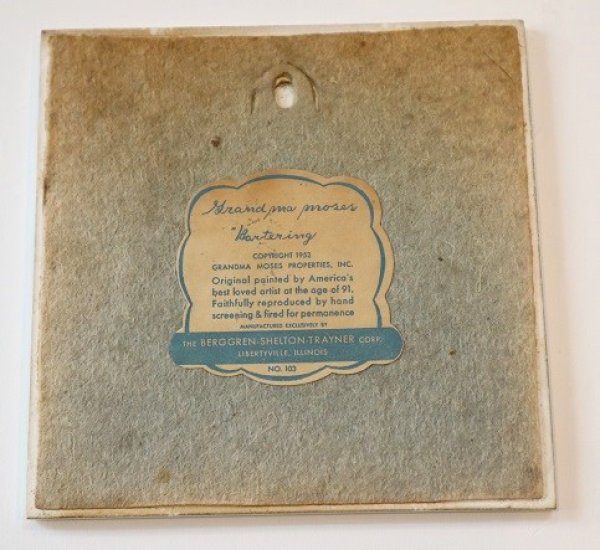 Grandma Moses
"Bartering
COPYRIGHT 1952
GRANDMA MOSES PROPERTIES, INC.
Original painted by America's
best loved artist at the age of 91.
Faithfully reproduced by hand
screening & fired for permanence
MANUFACTURED EXCLUSIVELY BY
THE BERGGREN-SHELTON-TRAYNER CORP.
LIBERTYVILLE, ILLINOIS
NO. 103